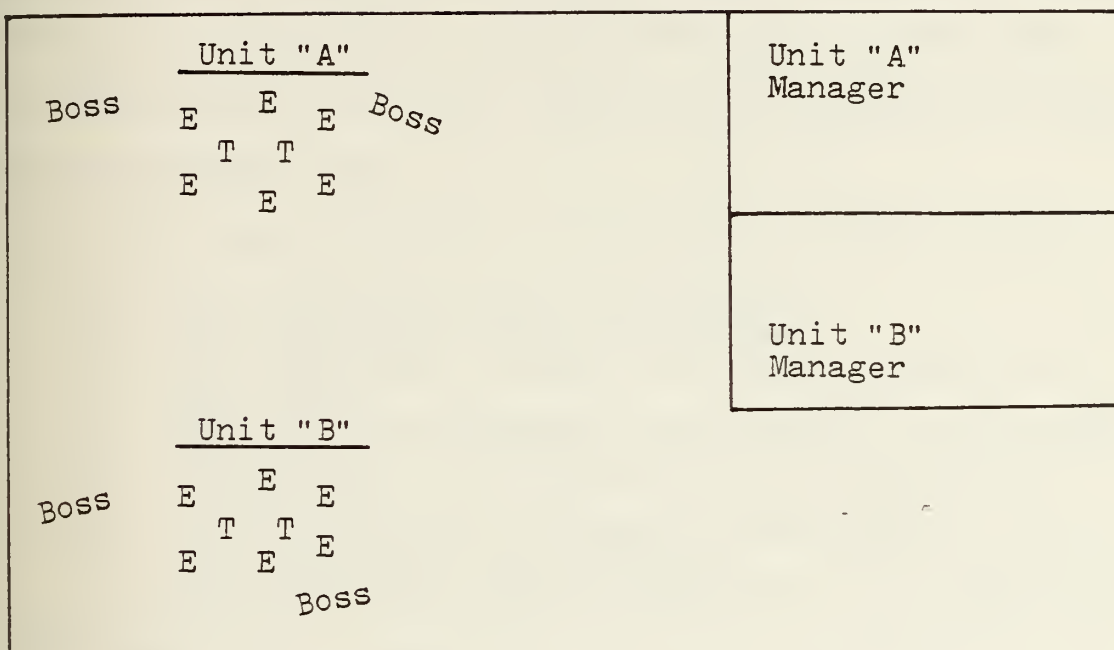 Unit "A"
Boss E E E Boss
T T
E E E
Unit "A"
Manager
Unit "B"
Manager
Unit "B"
Boss E E E
T T
E E E
Boss